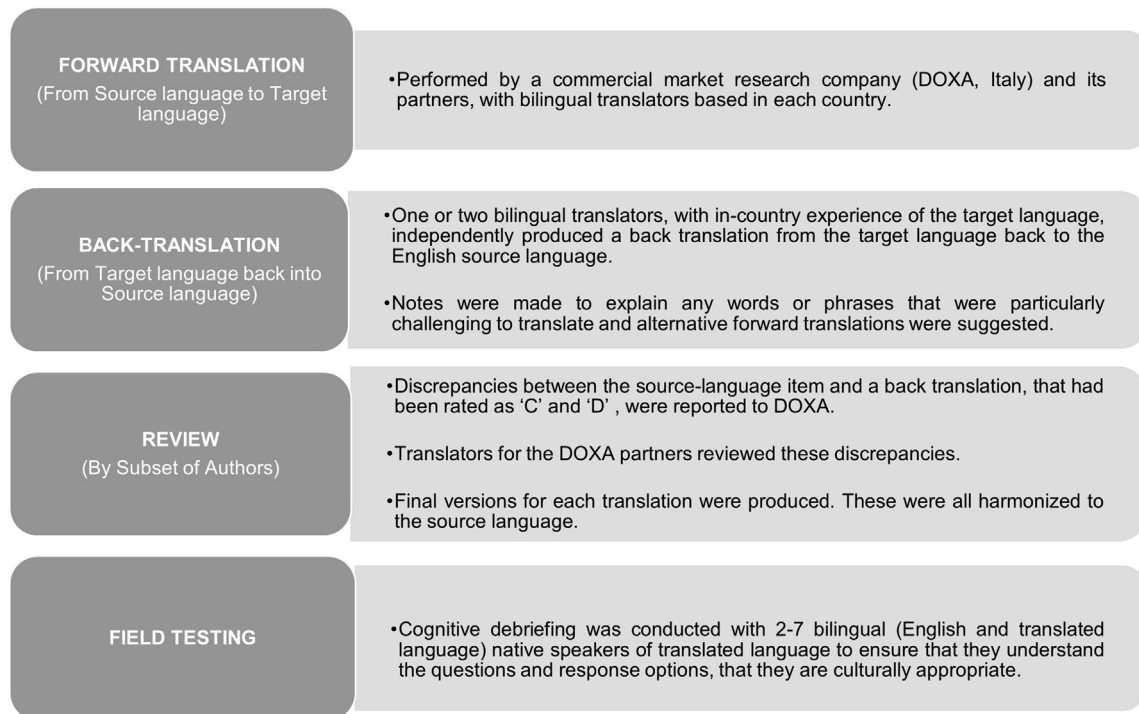 FORWARD TRANSLATION
(From Source language to Target
language)
•Performed by a commercial market research company (DOXA, Italy) and its
partners, with bilingual translators based in each country.
BACK-TRANSLATION
(From Target language back into
Source language)
•One or two bilingual translators, with in-country experience of the target language,
independently produced a back translation from the target language back to the
English source language.
•Notes were made to explain any words or phrases that were particularly
challenging to translate and alternative forward translations were suggested.
REVIEW
(By Subset of Authors)
•Discrepancies between the source-language item and a back translation, that had
been rated as ‘C’ and ‘D’ , were reported to DOXA.
•Translators for the DOXA partners reviewed these discrepancies.
•Final versions for each translation were produced. These were all harmonized to
the source language.
FIELD TESTING
•Cognitive debriefing was conducted with 2-7 bilingual (English and translated
language) native speakers of translated language to ensure that they understand
the questions and response options, that they are culturally appropriate.